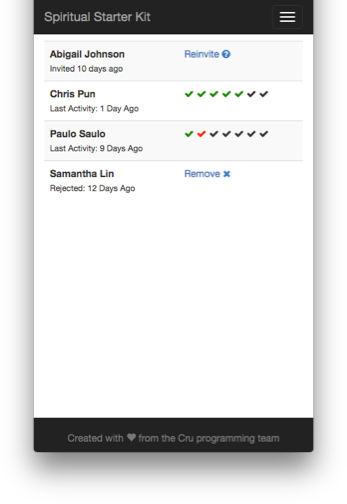 Spiritual Starter Kit
Abigail Johnson
Reinvite
Invited 10 days ago
Chris Pun
Last Activity: 1 Day Ago
Paulo Saulo
Last Activity: 9 Days Ago
Samantha Lin
Remove
Rejected: 12 Days Ago
Created with ♥ from the Cru programming team